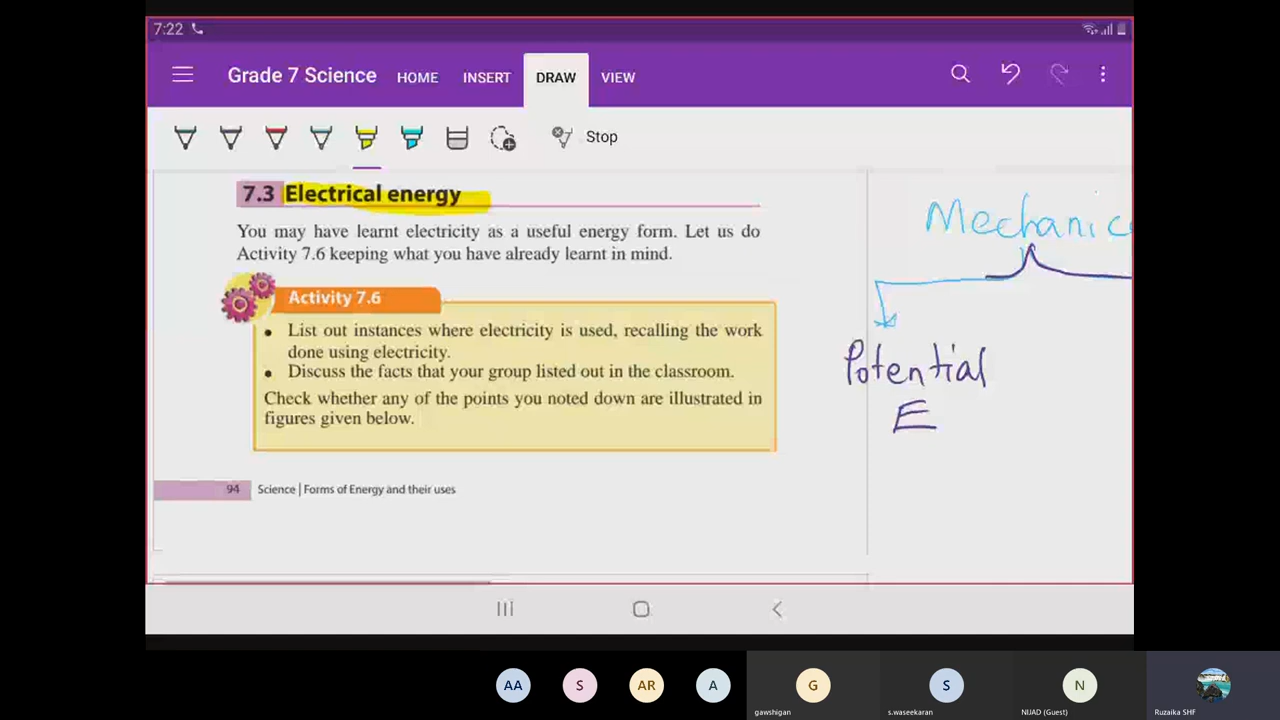 7:22
Grade 7 Science HOME INSERT DRAW VIEW
Stop
7.3 Electrical energy
You may have learnt electricity as a useful energy form. Let us do
Activity 7.6 keeping what you have already learnt in mind.
Activity 7.6
• List out instances where electricity is used, recalling the work
done using electricity.
• Discuss the facts that your group listed out in the classroom.
Check whether any of the points you noted down are illustrated in
figures given below.
94 Science | Forms of Energy and their uses
Mechanic
Potential
E
AA S AR A G S N
gawshigan s.waseekaran NIJAD (Guest) Ruzaika SHF